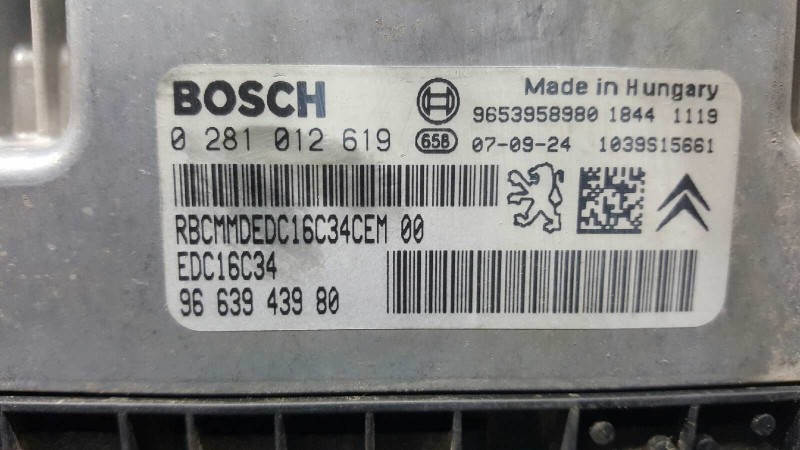 BOSCH
Made in Hungary
9653958980 1844 1119
0 281 012 619
658
07-09-24
1039S15661
RBCMMDEDC16C34CEM 00
EDC16C34
96 639 439 80